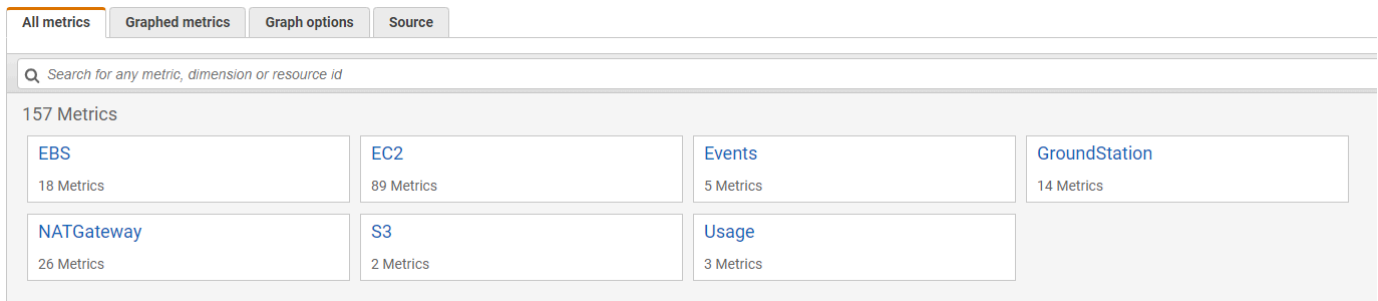 All metrics Graphed metrics Graph options Source
Search for any metric, dimension or resource id
157 Metrics
EBS EC2 Events GroundStation
18 Metrics 89 Metrics 5 Metrics 14 Metrics
NATGateway S3 Usage
26 Metrics 2 Metrics 3 Metrics